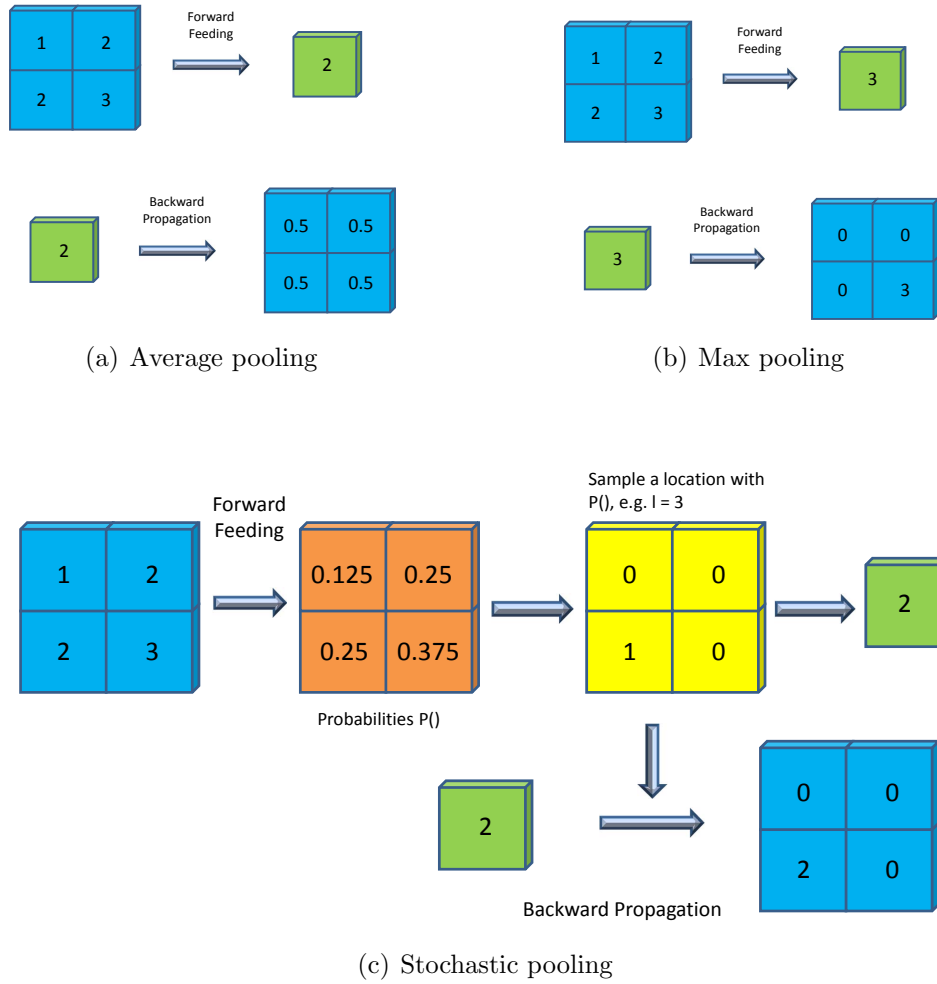 Forward
Feeding
1 2
2 3
2
Backward
Propagation
2
0.5 0.5
0.5 0.5
(a) Average pooling
Forward
Feeding
1 2
2 3
3
Backward
Propagation
3
0 0
0 3
(b) Max pooling
Forward
Feeding
1 2
2 3
0.125 0.25
0.25 0.375
Probabilities P()
Sample a location with
P(), e.g. l = 3
0 0
1 0
2
2
0 0
2 0
Backward Propagation
(c) Stochastic pooling